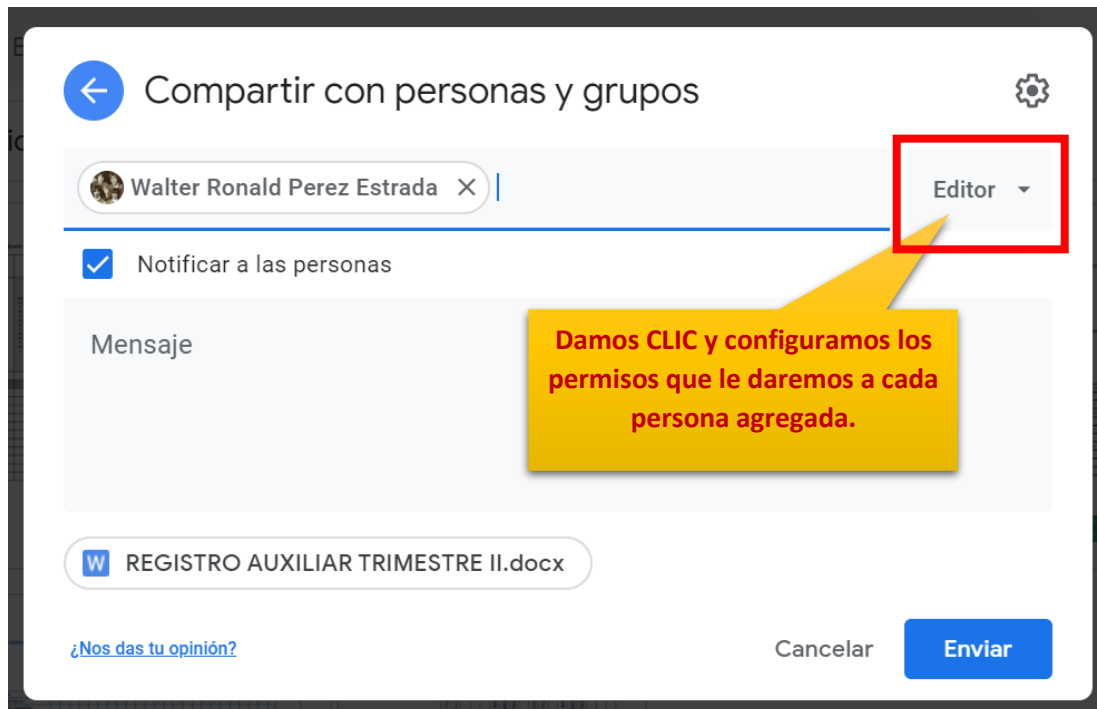 Compartir con personas y grupos
Walter Ronald Perez Estrada
Editor
Notificar a las personas
Mensaje
Damos CLIC y configuramos los
permisos que le daremos a cada
persona agregada.
W REGISTRO AUXILIAR TRIMESTRE II.docx
¿Nos das tu opinión?
Cancelar
Enviar